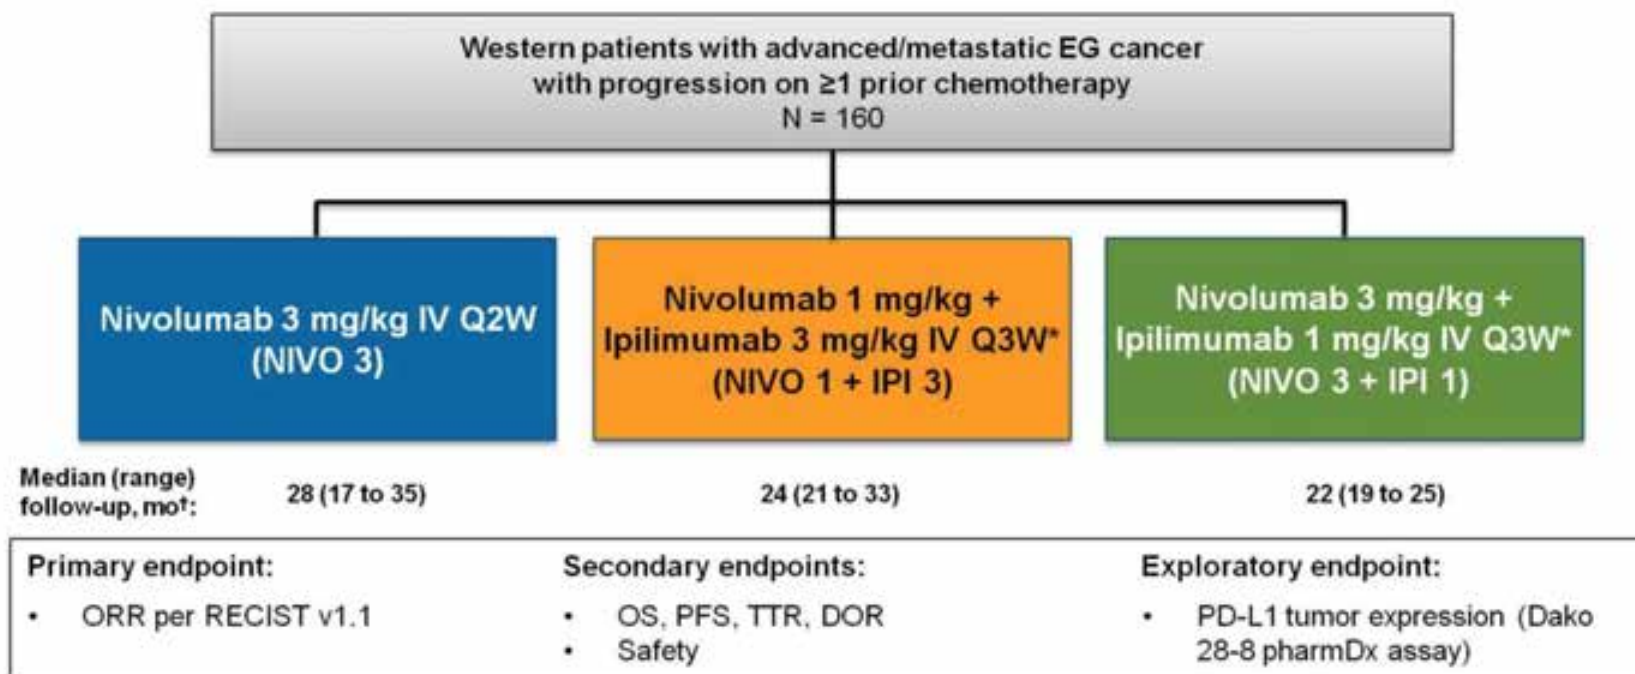 Western patients with advanced/metastatic EG cancer
with progression on ≥1 prior chemotherapy
N = 160
Nivolumab 3 mg/kg IV Q2W
(NIVO 3)
Nivolumab 1 mg/kg +
Ipilimumab 3 mg/kg IV Q3W*
(NIVO 1 + IPI 3)
Nivolumab 3 mg/kg +
Ipilimumab 1 mg/kg IV Q3W*
(NIVO 3 + IPI 1)
Median (range)
follow-up, mo†:
28 (17 to 35)
24 (21 to 33)
22 (19 to 25)
Primary endpoint:
• ORR per RECIST v1.1
Secondary endpoints:
• OS, PFS, TTR, DOR
• Safety
Exploratory endpoint:
• PD-L1 tumor expression (Dako
28-8 pharmDx assay)